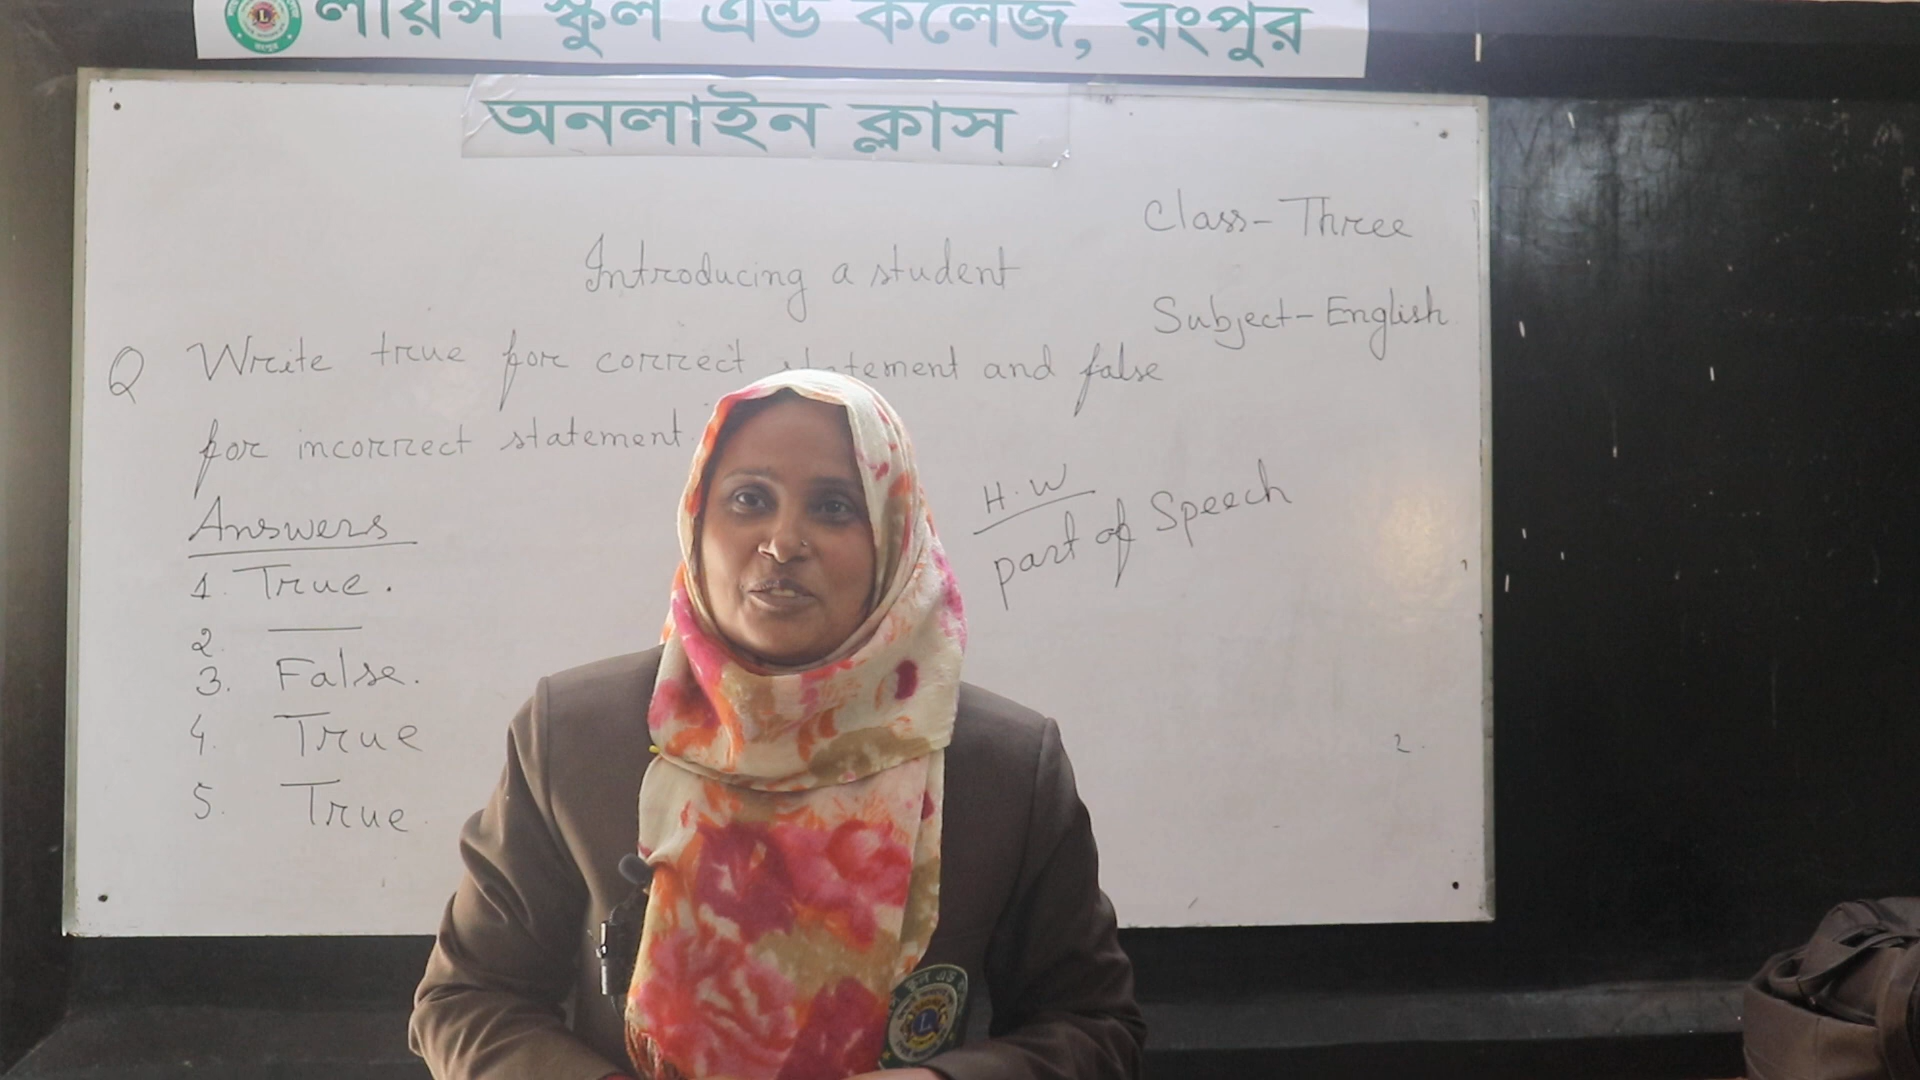 লায়ন্স স্কুল এন্ড কলেজ, রংপুর
অনলাইন ক্লাস
Class- Three
Introducing a student
Subject- English
Q Write true for correct statement and false
for incorrect statement
Answers
H.W
part of Speech
1. True.
2.
3. False.
4. True
5. True
2.